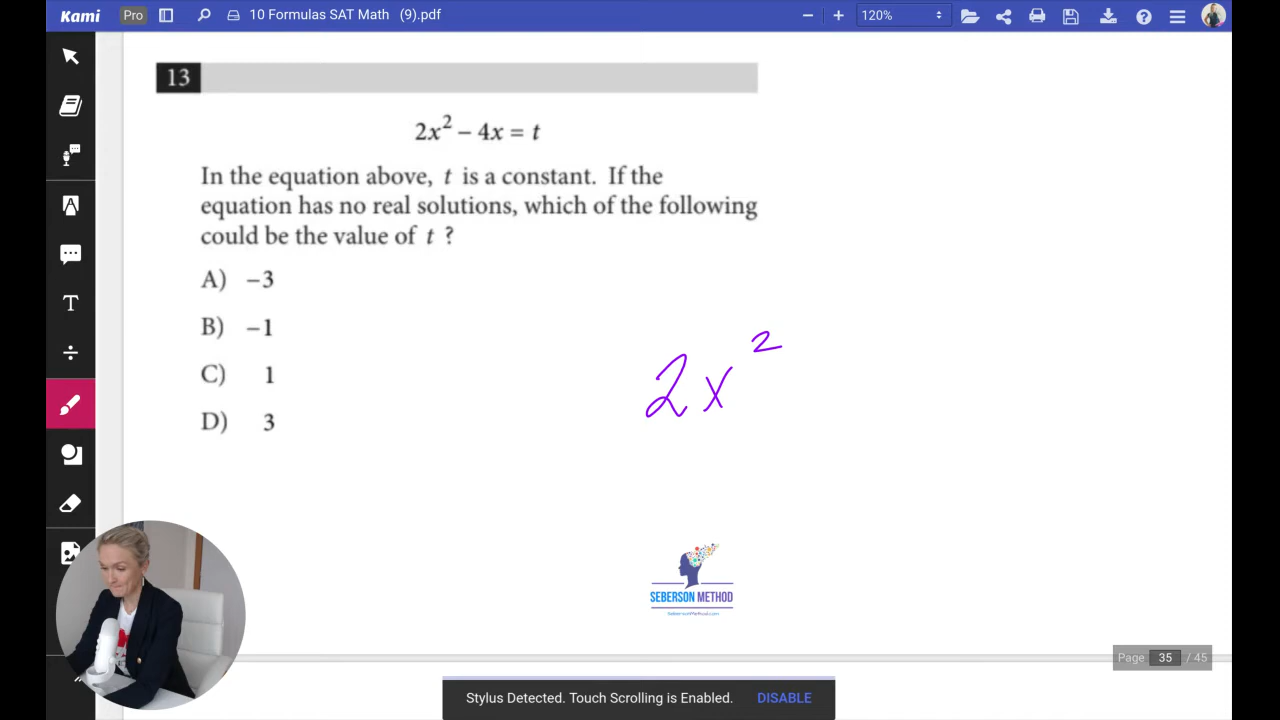 Kami Pro 10 Formulas SAT Math (9).pdf 120%
13
2x² – 4x = t
In the equation above, t is a constant. If the
equation has no real solutions, which of the following
could be the value of t ?
A) –3
B) –1
C) 1
D) 3
2x²
SEBERSON METHOD
SebersonMethod.com
Page 35 / 45
Stylus Detected. Touch Scrolling is Enabled. DISABLE